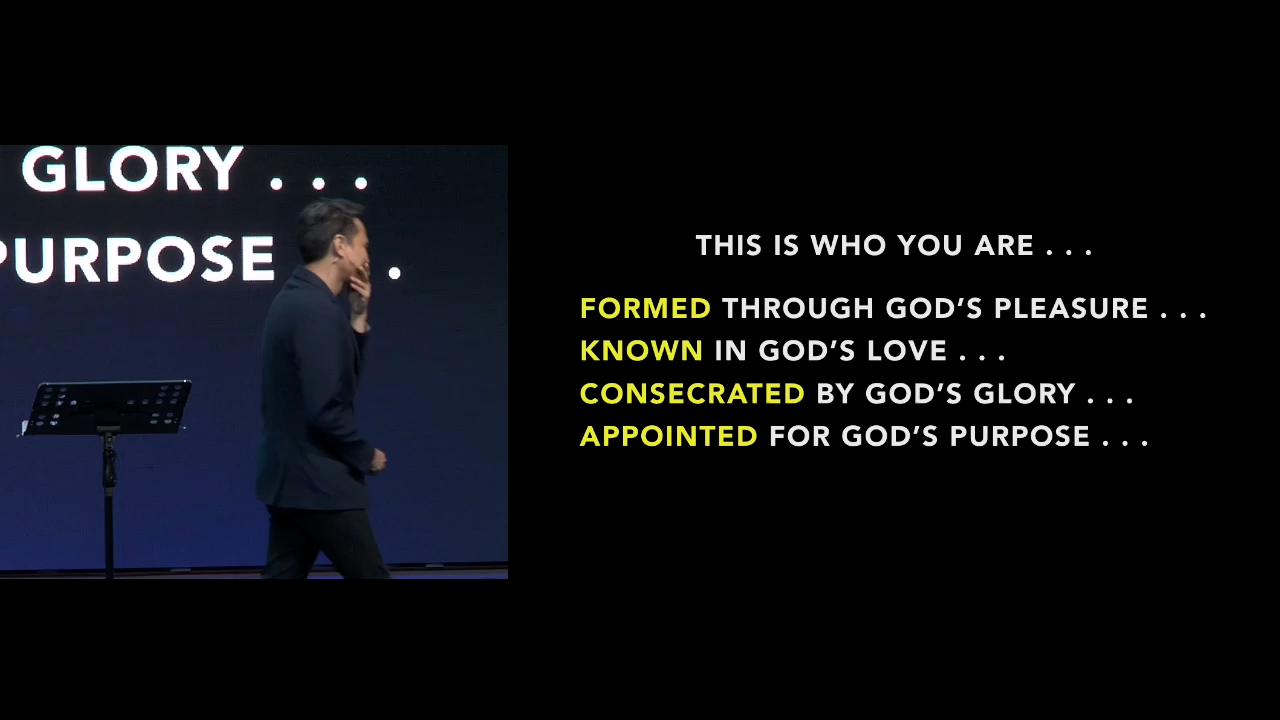 GLORY . . .
PURPOSE . . .
THIS IS WHO YOU ARE . . .
FORMED THROUGH GOD’S PLEASURE . . .
KNOWN IN GOD’S LOVE . . .
CONSECRATED BY GOD’S GLORY . . .
APPOINTED FOR GOD’S PURPOSE . . .